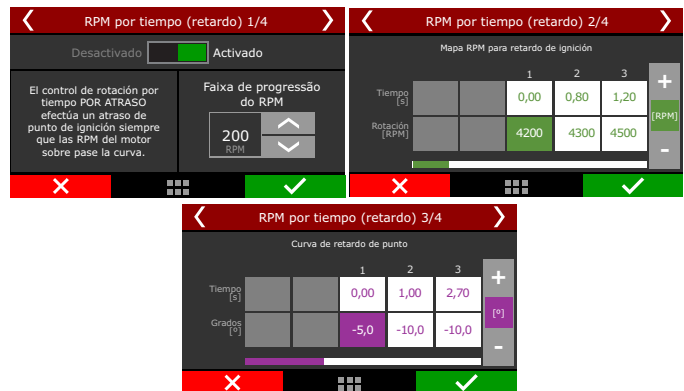 RPM por tiempo (retardo) 1/4
Desactivado
Activado
El control de rotación por
tiempo POR ATRASO
efectúa un atraso de
punto de ignición siempre
que las RPM del motor
sobre pase la curva.
Faixa de progressão
do RPM
200
RPM
RPM por tiempo (retardo) 2/4
Mapa RPM para retardo de ignición
1 2 3
Tiempo
[s]
0,00 0,80 1,20
Rotación
[RPM]
4200 4300 4500
+
[RPM]
-
RPM por tiempo (retardo) 3/4
Curva de retardo de punto
1 2 3
Tiempo
[s]
0,00 1,00 2,70
Grados
[º]
-5,0 -10,0 -10,0
+
[º]
-